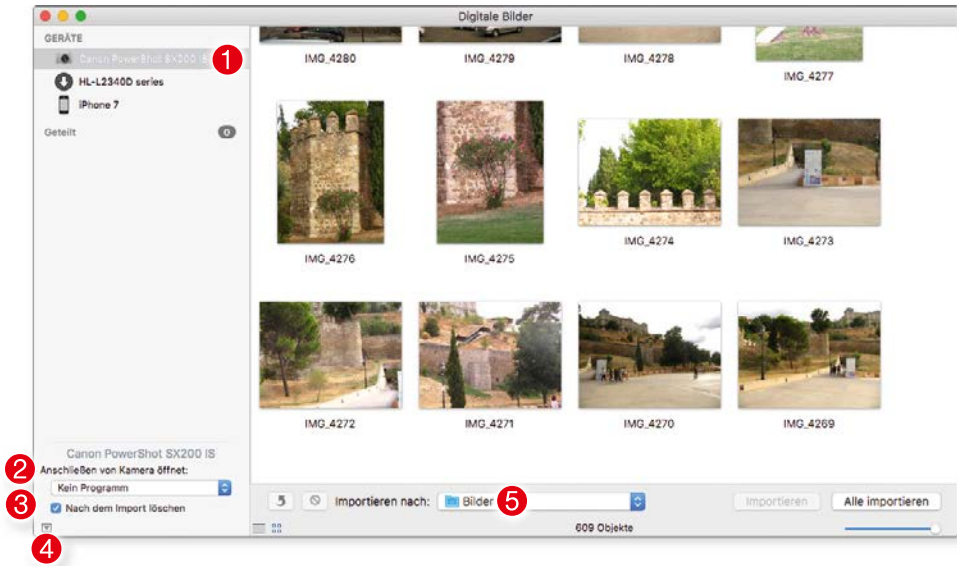 Digitale Bilder
GERÄTE
Canon PowerShot SX200 IS
1
HL-L2340D series
iPhone 7
Geteilt
0
IMG_4280
IMG_4279
IMG_4278
IMG_4277
IMG_4276
IMG_4275
IMG_4274
IMG_4273
IMG_4272
IMG_4271
IMG_4270
IMG_4269
Canon PowerShot SX200 IS
2
Anschließen von Kamera öffnet:
Kein Programm
3
Nach dem Import löschen
4
Importieren nach:
Bilder
5
Importieren
Alle importieren
609 Objekte